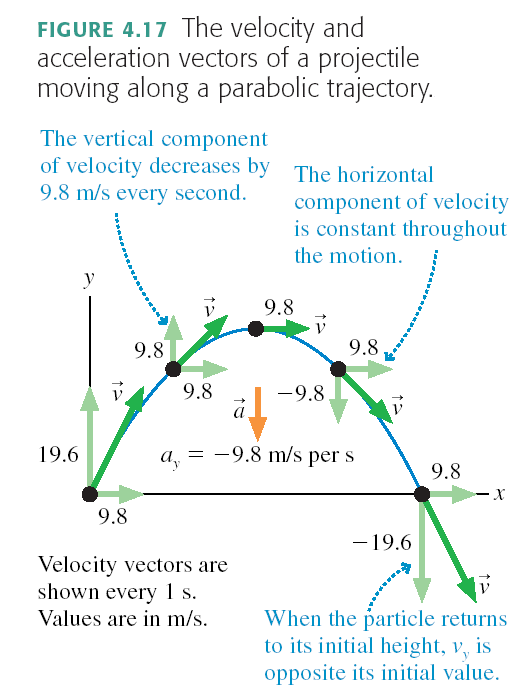 FIGURE 4.17 The velocity and
acceleration vectors of a projectile
moving along a parabolic trajectory.
The vertical component
of velocity decreases by
9.8 m/s every second.
The horizontal
component of velocity
is constant throughout
the motion.
y
v⃗
9.8
v⃗
9.8
9.8
v⃗
9.8
a⃗
−9.8
v⃗
19.6
a_y = −9.8 m/s per s
9.8
x
9.8
−19.6
Velocity vectors are
shown every 1 s.
Values are in m/s.
v⃗
When the particle returns
to its initial height, v_y is
opposite its initial value.